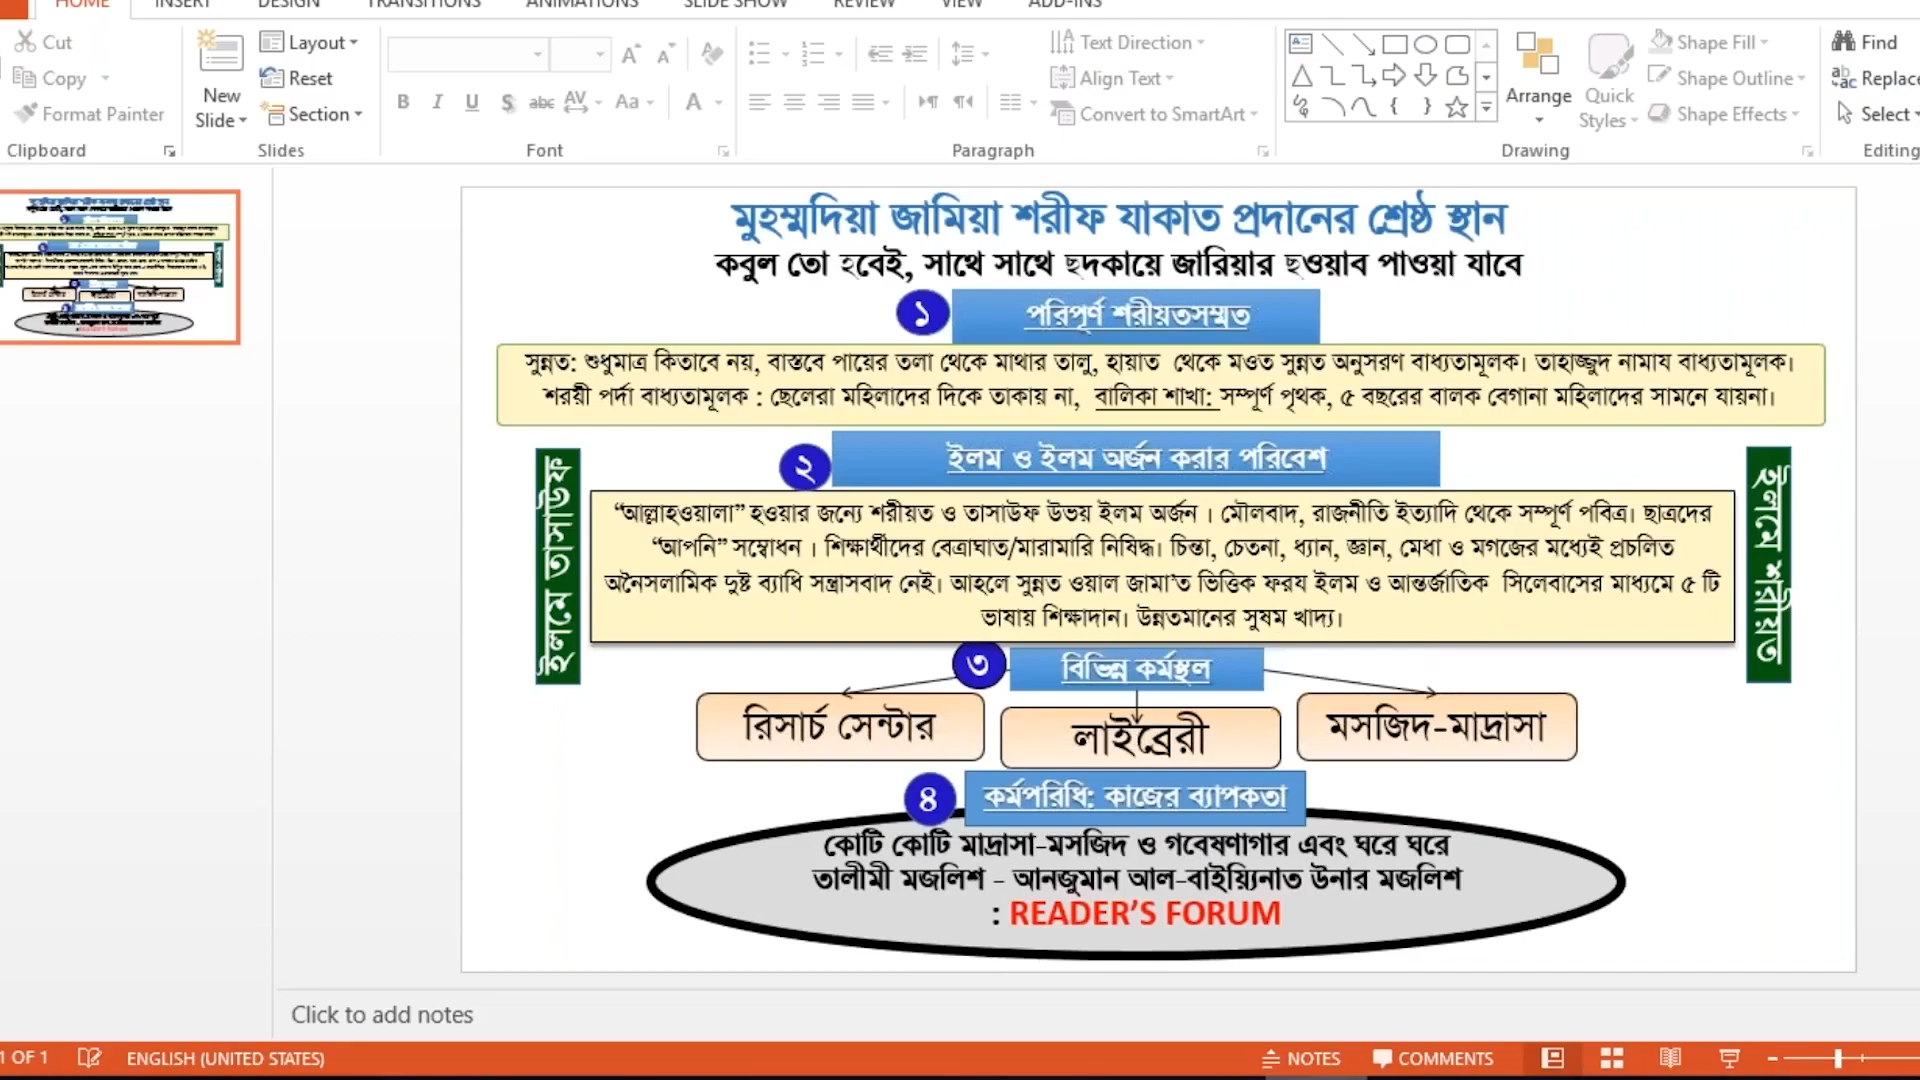 HOME INSERT DESIGN TRANSITIONS ANIMATIONS SLIDE SHOW REVIEW VIEW ADD-INS
Cut
Copy
Format Painter
Clipboard
New Slide
Layout
Reset
Section
Slides
Font
Text Direction
Align Text
Convert to SmartArt
Paragraph
Arrange
Quick Styles
Shape Fill
Shape Outline
Shape Effects
Drawing
Find
Replace
Select
Editing
মুহম্মদিয়া জামিয়া শরীফ যাকাত প্রদানের শ্রেষ্ঠ স্থান
কবুল তো হবেই, সাথে সাথে ছদকায়ে জারিয়ার ছওয়াব পাওয়া যাবে
১ পরিপূর্ণ শরীয়তসম্মত
সুন্নত: শুধুমাত্র কিতাবে নয়, বাস্তবে পায়ের তলা থেকে মাথার তালু, হায়াত থেকে মওত সুন্নত অনুসরণ বাধ্যতামূলক। তাহাজ্জুদ নামায বাধ্যতামূলক।
শরয়ী পর্দা বাধ্যতামূলক : ছেলেরা মহিলাদের দিকে তাকায় না, বালিকা শাখা: সম্পূর্ণ পৃথক, ৫ বছরের বালক বেগানা মহিলাদের সামনে যায়না।
২ ইলম ও ইলম অর্জন করার পরিবেশ
ইলমে তাসাউফ
“আল্লাহওয়ালা” হওয়ার জন্যে শরীয়ত ও তাসাউফ উভয় ইলম অর্জন । মৌলবাদ, রাজনীতি ইত্যাদি থেকে সম্পূর্ণ পবিত্র। ছাত্রদের
“আপনি” সম্বোধন । শিক্ষার্থীদের বেত্রাঘাত/মারামারি নিষিদ্ধ। চিন্তা, চেতনা, ধ্যান, জ্ঞান, মেধা ও মগজের মধ্যেই প্রচলিত
অনৈসলামিক দুষ্ট ব্যাধি সন্ত্রাসবাদ নেই। আহলে সুন্নত ওয়াল জামা’ত ভিত্তিক ফরয ইলম ও আন্তর্জাতিক সিলেবাসের মাধ্যমে ৫ টি
ভাষায় শিক্ষাদান। উন্নতমানের সুষম খাদ্য।
ইলমে শরীয়ত
৩ বিভিন্ন কর্মস্থল
রিসার্চ সেন্টার
লাইব্রেরী
মসজিদ-মাদ্রাসা
৪ কর্মপরিধি: কাজের ব্যাপকতা
কোটি কোটি মাদ্রাসা-মসজিদ ও গবেষণাগার এবং ঘরে ঘরে
তালীমী মজলিশ - আনজুমান আল-বাইয়্যিনাত উনার মজলিশ
: READER’S FORUM
Click to add notes
1 OF 1 ENGLISH (UNITED STATES) NOTES COMMENTS